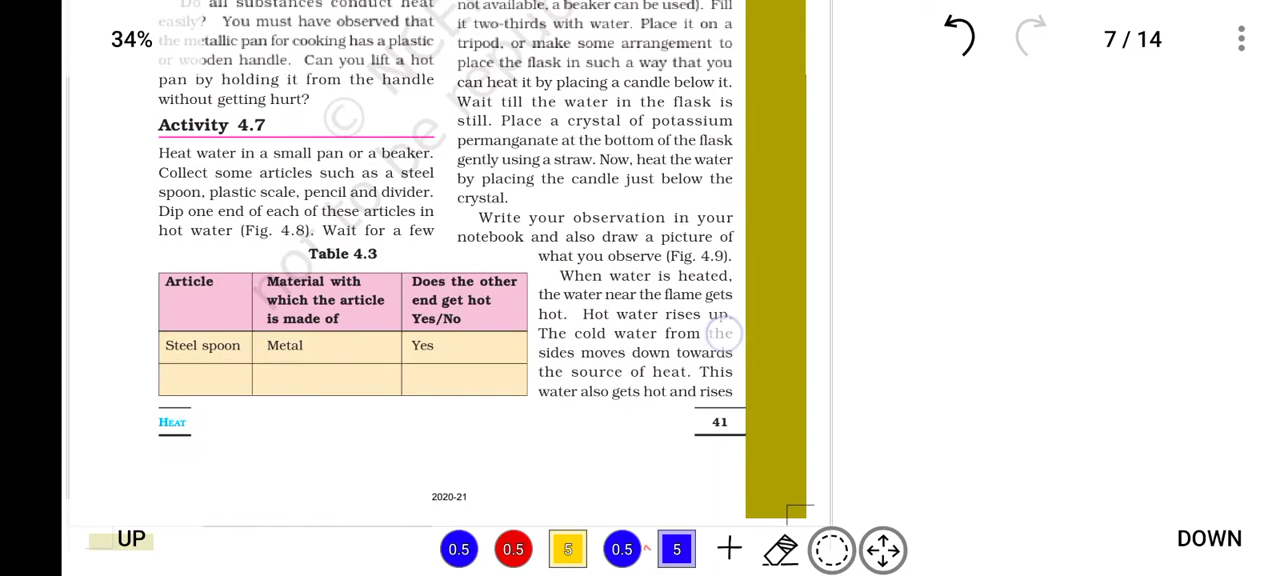 34%
7 / 14
Do all substances conduct heat
easily? You must have observed that
the metallic pan for cooking has a plastic
or wooden handle. Can you lift a hot
pan by holding it from the handle
without getting hurt?
Activity 4.7
Heat water in a small pan or a beaker.
Collect some articles such as a steel
spoon, plastic scale, pencil and divider.
Dip one end of each of these articles in
hot water (Fig. 4.8). Wait for a few
Table 4.3
Article
Material with
which the article
is made of
Does the other
end get hot
Yes/No
Steel spoon Metal Yes
not available, a beaker can be used). Fill
it two-thirds with water. Place it on a
tripod, or make some arrangement to
place the flask in such a way that you
can heat it by placing a candle below it.
Wait till the water in the flask is
still. Place a crystal of potassium
permanganate at the bottom of the flask
gently using a straw. Now, heat the water
by placing the candle just below the
crystal.
Write your observation in your
notebook and also draw a picture of
what you observe (Fig. 4.9).
When water is heated,
the water near the flame gets
hot. Hot water rises up.
The cold water from the
sides moves down towards
the source of heat. This
water also gets hot and rises
HEAT
41
2020-21
UP
0.5
0.5
5
0.5
5
DOWN